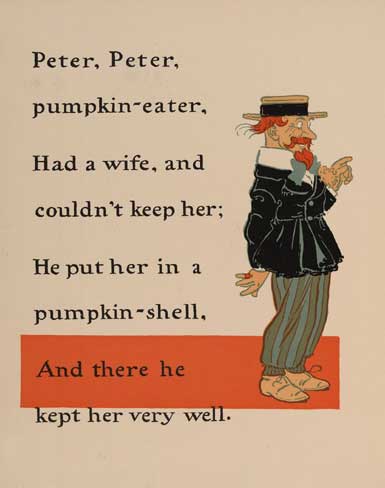 Peter, Peter,
pumpkin-eater,
Had a wife, and
couldn't keep her;
He put her in a
pumpkin-shell,
And there he
kept her very well.